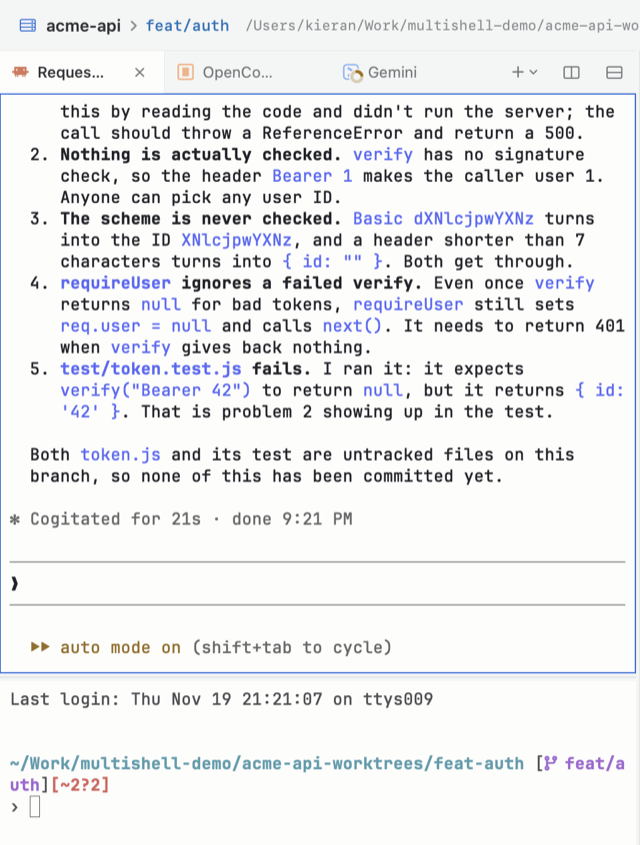 acme-api > feat/auth /Users/kieran/Work/multishell-demo/acme-api-wo
Reques... × OpenCo... Gemini +
this by reading the code and didn't run the server; the
call should throw a ReferenceError and return a 500.
2. Nothing is actually checked. verify has no signature
check, so the header Bearer 1 makes the caller user 1.
Anyone can pick any user ID.
3. The scheme is never checked. Basic dXNlcjpwYXNz turns
into the ID XNlcjpwYXNz, and a header shorter than 7
characters turns into { id: "" }. Both get through.
4. requireUser ignores a failed verify. Even once verify
returns null for bad tokens, requireUser still sets
req.user = null and calls next(). It needs to return 401
when verify gives back nothing.
5. test/token.test.js fails. I ran it: it expects
verify("Bearer 42") to return null, but it returns { id:
'42' }. That is problem 2 showing up in the test.
Both token.js and its test are untracked files on this
branch, so none of this has been committed yet.
* Cogitated for 21s · done 9:21 PM
❯
▶▶ auto mode on (shift+tab to cycle)
Last login: Thu Nov 19 21:21:07 on ttys009
~/Work/multishell-demo/acme-api-worktrees/feat-auth [ feat/a
uth][~2?2]
›